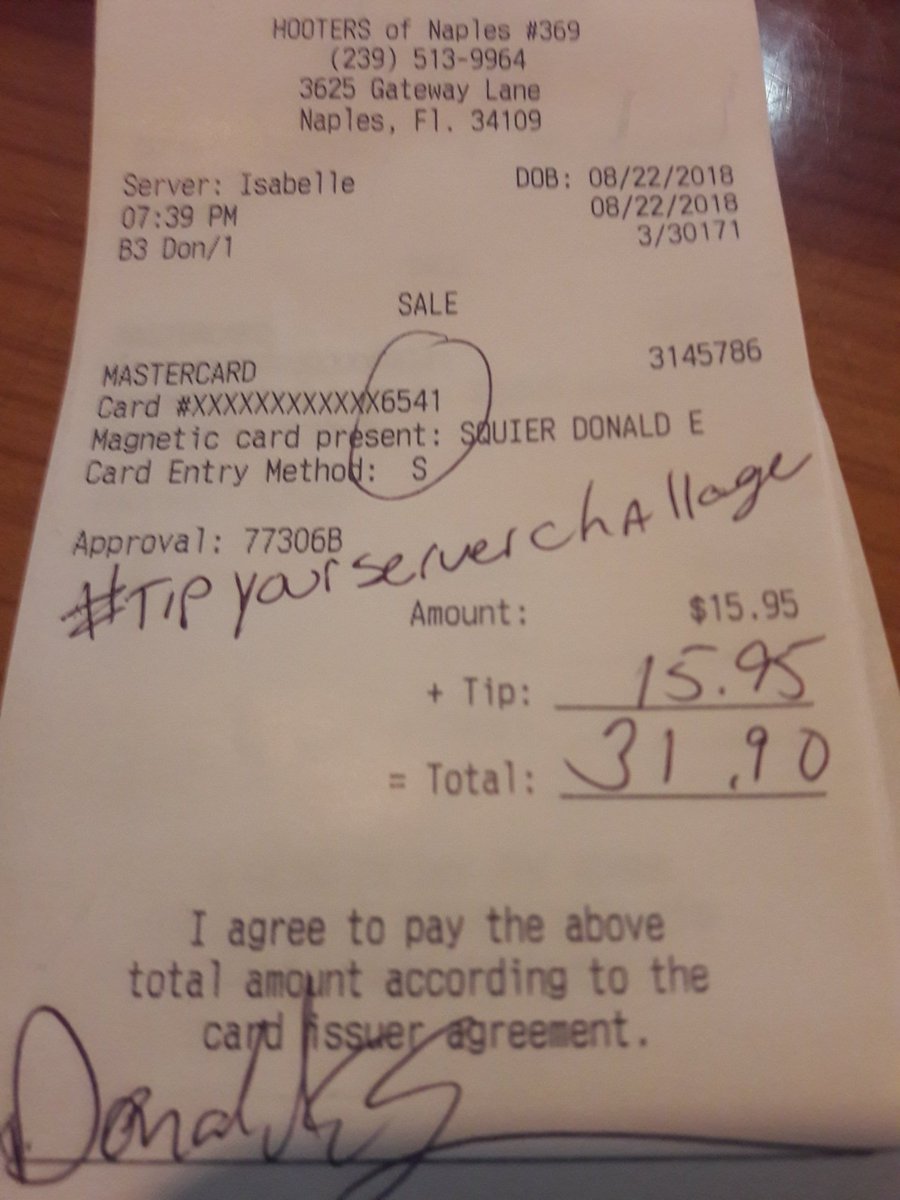 HOOTERS of Naples #369
(239) 513-9964
3625 Gateway Lane
Naples, Fl. 34109
Server: Isabelle DOB: 08/22/2018
07:39 PM 08/22/2018
B3 Don/1 3/30171
SALE
MASTERCARD 3145786
Card #XXXXXXXXXXXX6541
Magnetic card present: SQUIER DONALD E
Card Entry Method: S
Approval: 77306B
#TIP yourserverchAllage
Amount: $15.95
+ Tip: 15.95
= Total: 31.90
I agree to pay the above
total amount according to the
card issuer agreement.
Donald E S